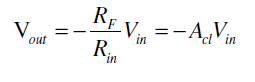 V_out = −(R_F / R_in) V_in = −A_cl V_in